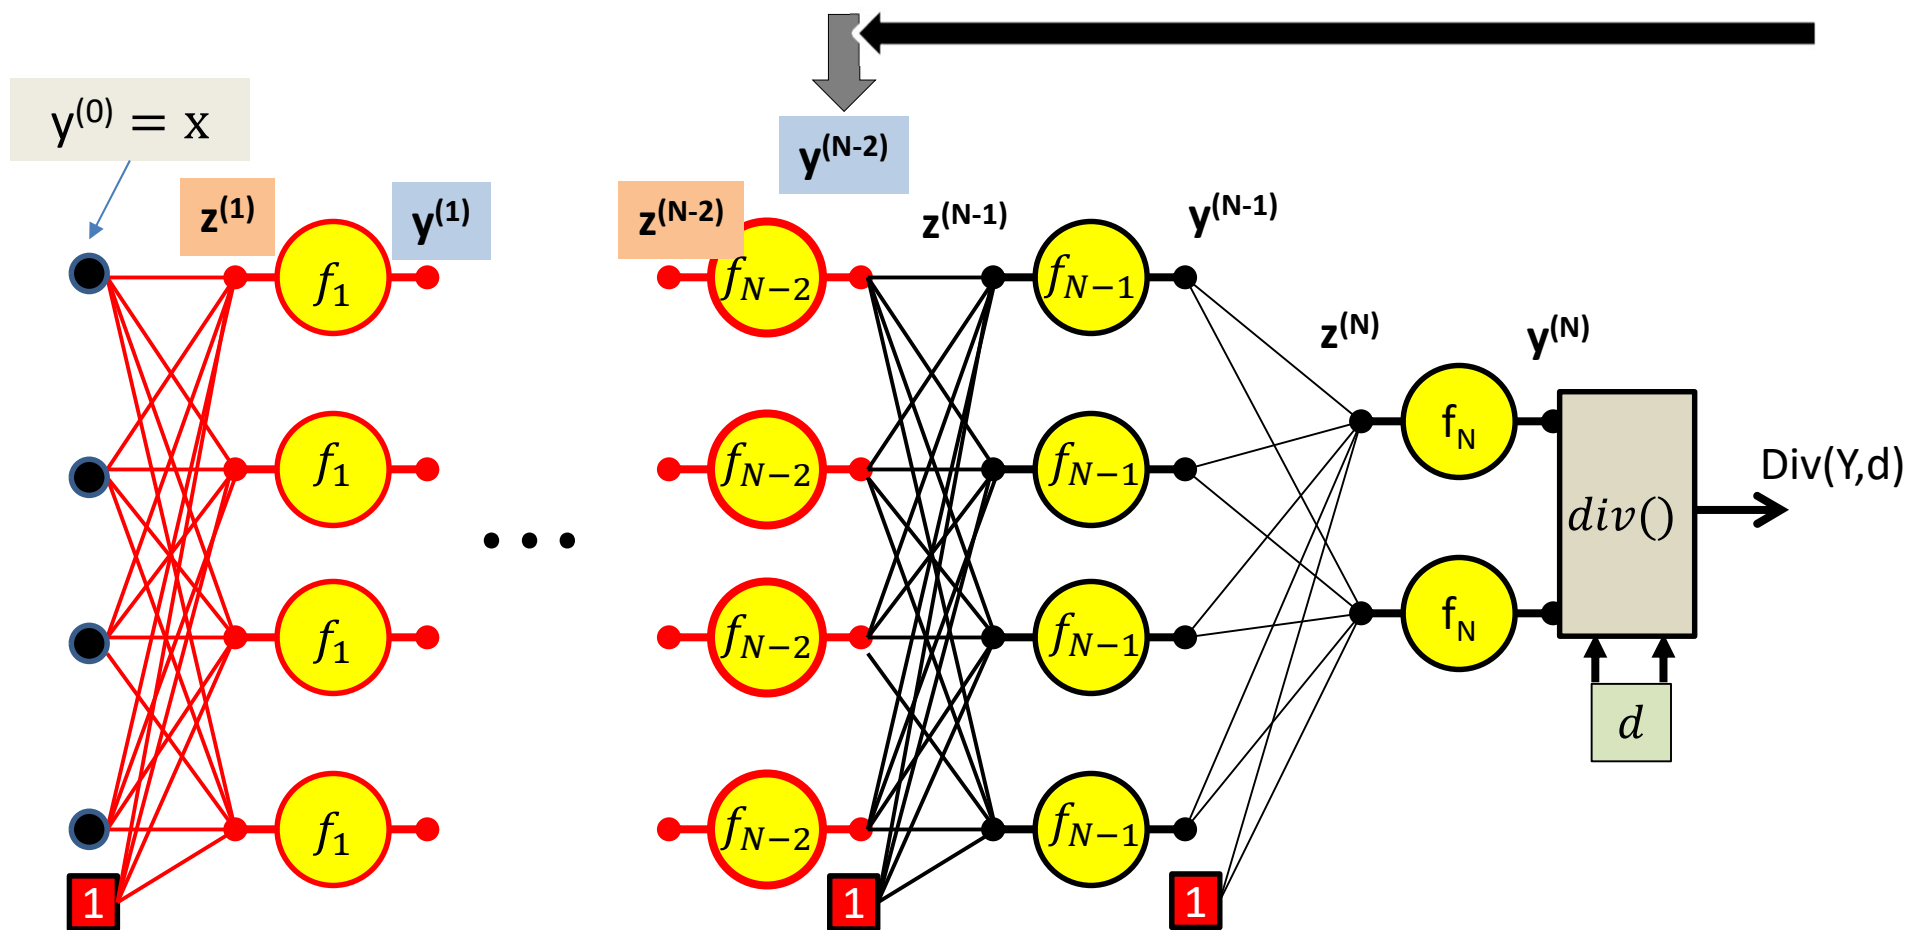 y(0) = x
y(N-2)
z(1)
y(1)
z(N-2)
z(N-1)
y(N-1)
z(N)
y(N)
f1
fN−2
fN−1
fN
f1
fN−2
fN−1
div()
Div(Y,d)
...
f1
fN−2
fN−1
fN
d
f1
fN−2
fN−1
1
1
1